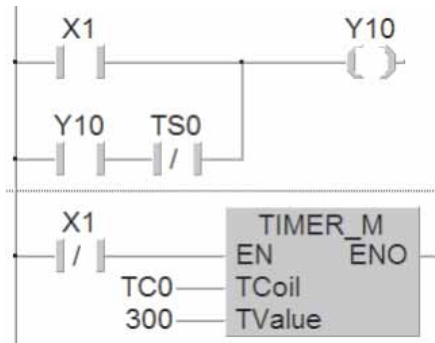 X1 Y10
Y10 TS0
/
X1 TIMER_M
/ EN ENO
TC0 TCoil
300 TValue